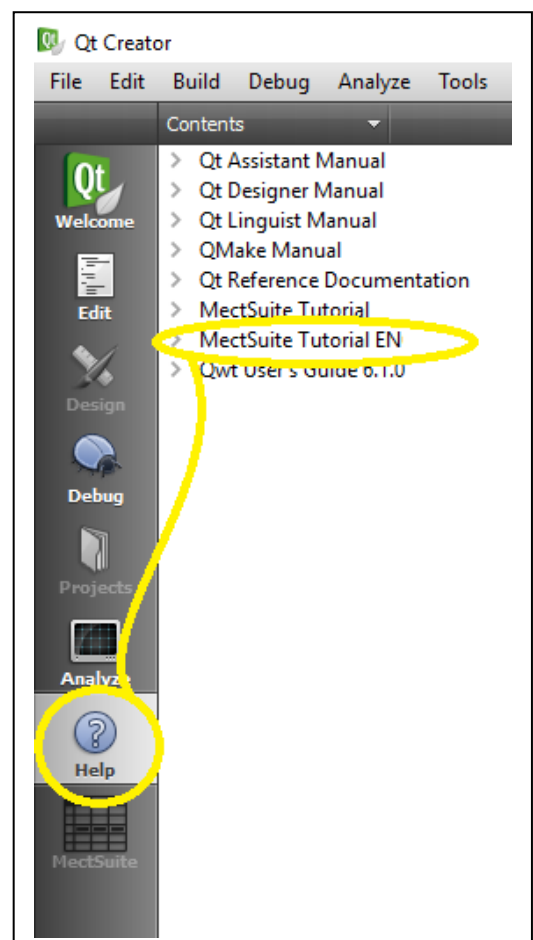 Qt Creator
File Edit Build Debug Analyze Tools
Contents
Qt Assistant Manual
Qt Designer Manual
Qt Linguist Manual
QMake Manual
Qt Reference Documentation
MectSuite Tutorial
MectSuite Tutorial EN
Qwt User's Guide 6.1.0
Qt
Welcome
Edit
Design
Debug
Projects
Analyze
Help
MectSuite